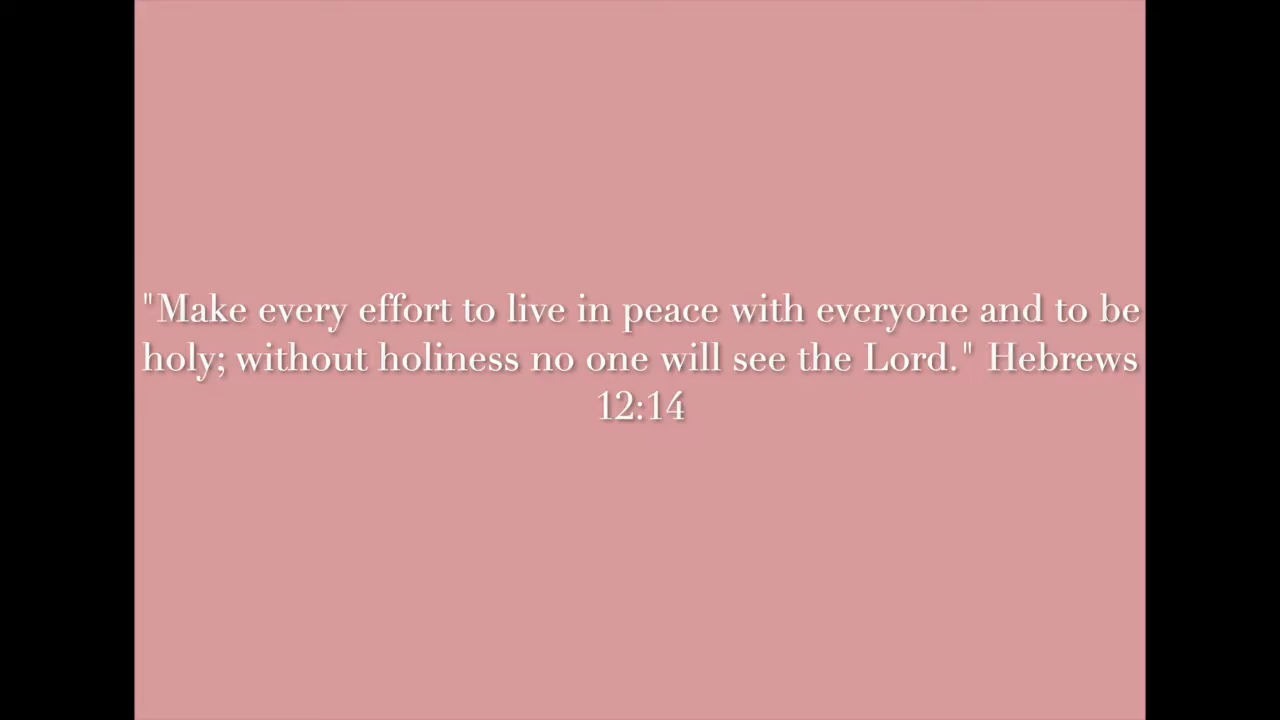 "Make every effort to live in peace with everyone and to be
holy; without holiness no one will see the Lord." Hebrews
12:14